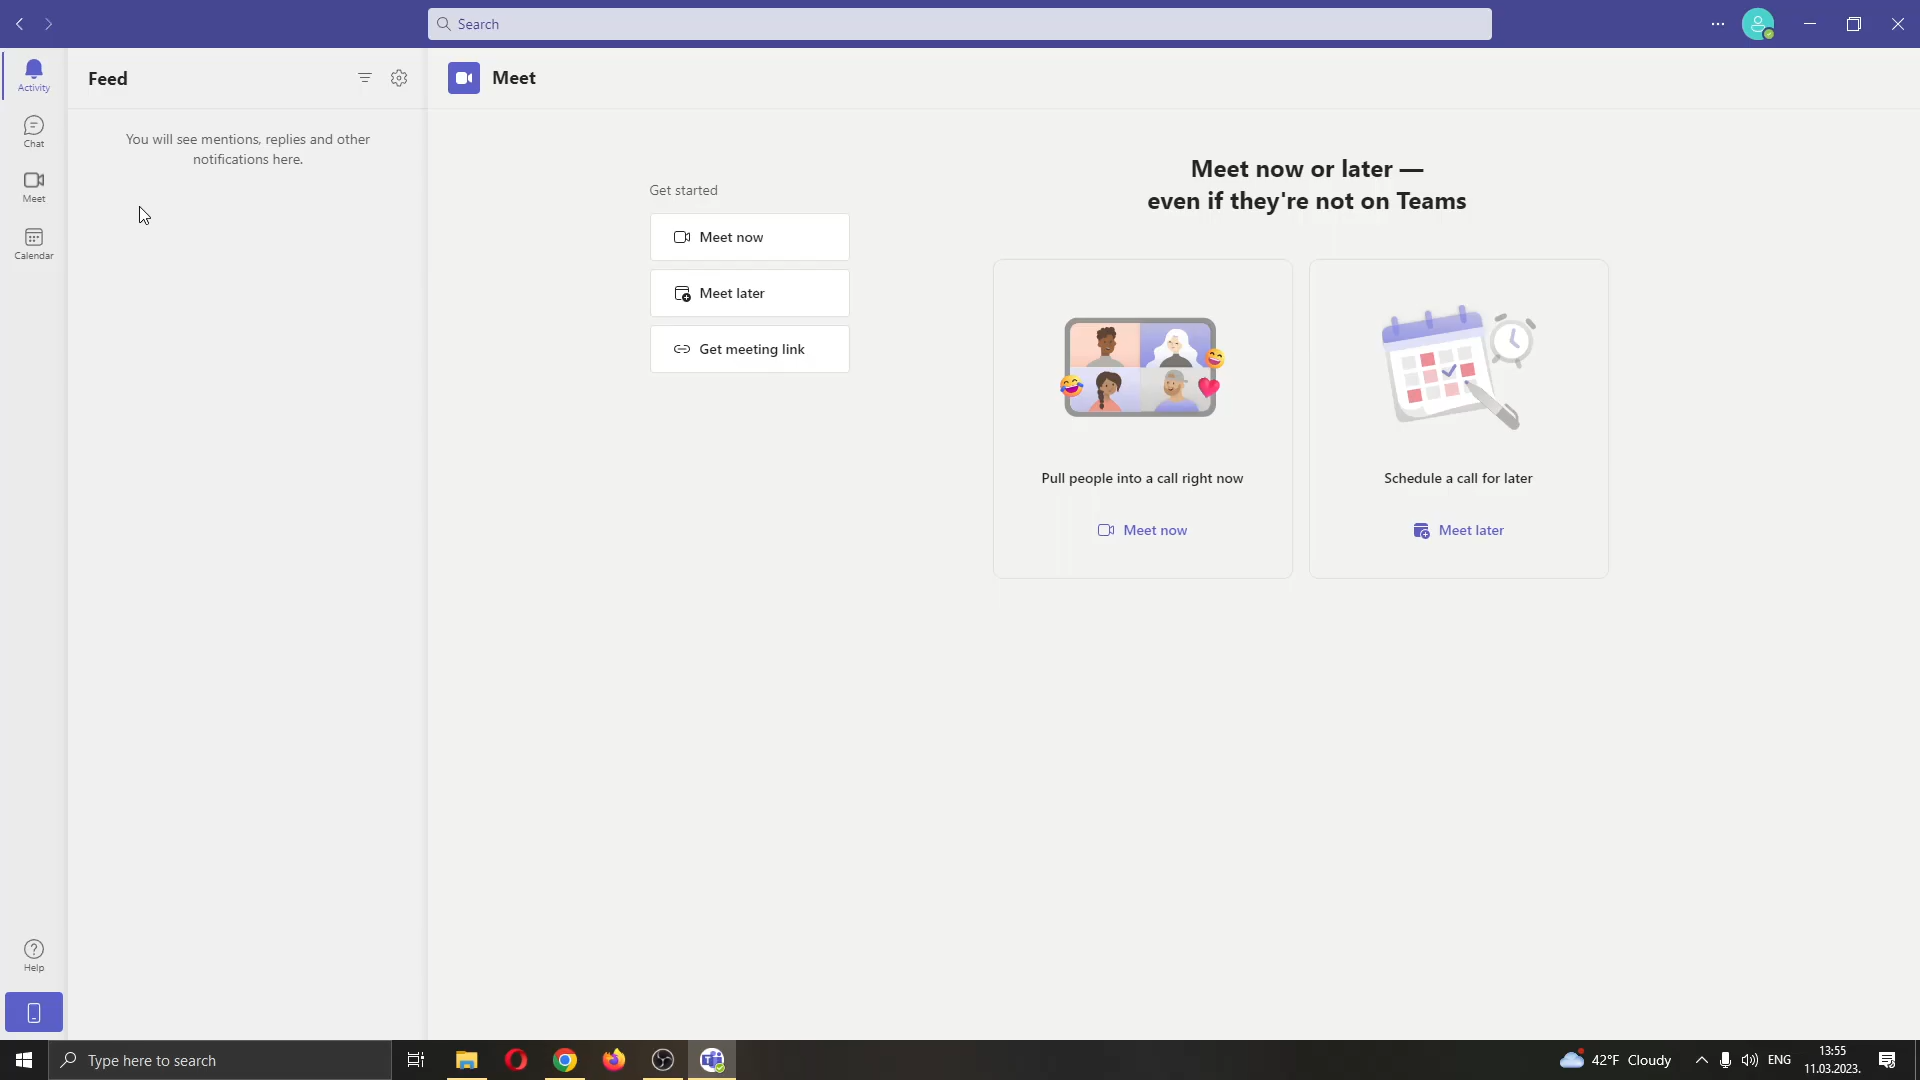 Search
Activity
Chat
Meet
Calendar
Help
Feed
You will see mentions, replies and other
notifications here.
Meet
Get started
Meet now
Meet later
Get meeting link
Meet now or later —
even if they're not on Teams
Pull people into a call right now
Meet now
Schedule a call for later
Meet later
Type here to search
42°F Cloudy
ENG
13:55
11.03.2023.